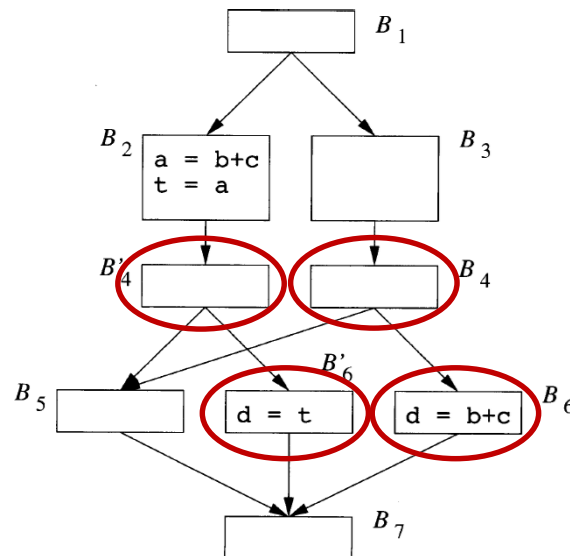 B1
B2
a = b+c
t = a
B3
B'4
B4
B5
B'6
d = t
B6
d = b+c
B7